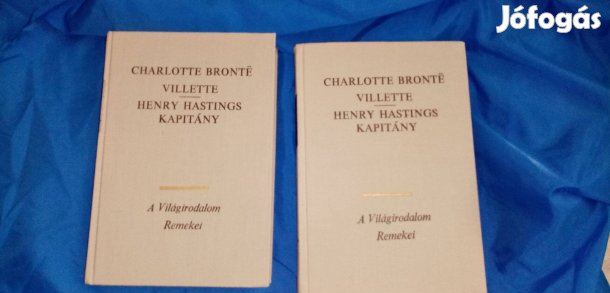 Jófogás
CHARLOTTE BRONTË
VILLETTE
HENRY HASTINGS
KAPITÁNY
A Világirodalom
Remekei
CHARLOTTE BRONTË
VILLETTE
HENRY HASTINGS
KAPITÁNY
A Világirodalom
Remekei